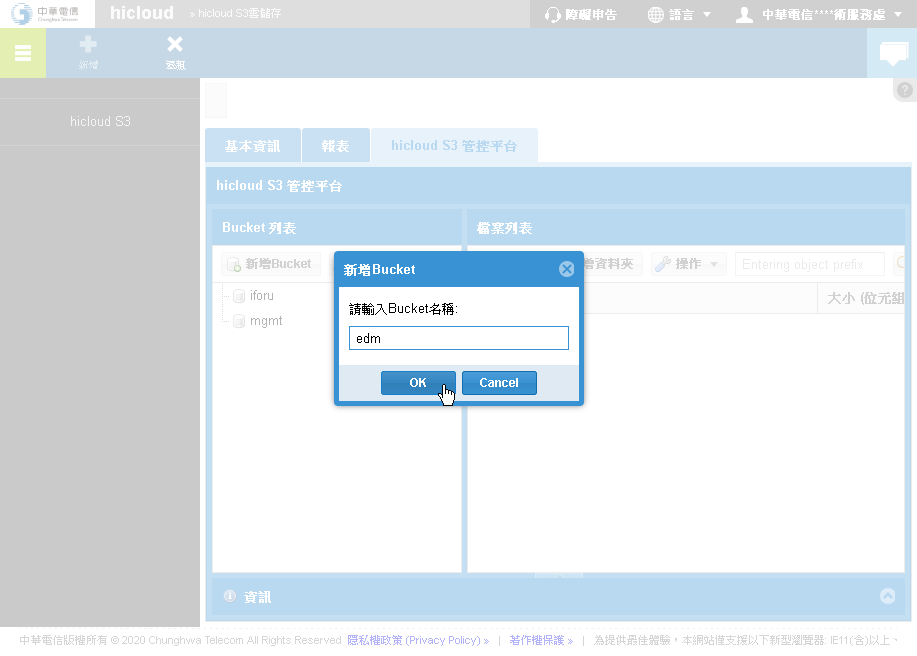 中華電信
Chunghwa Telecom
hicloud » hicloud S3雲儲存
障礙申告 語言 中華電信****術服務處
新增 退租
hicloud S3
基本資訊 報表 hicloud S3 管控平台
hicloud S3 管控平台
Bucket 列表 檔案列表
新增Bucket 增資料夾 操作 Entering object prefix
iforu
mgmt
大小 (位元組
新增Bucket
請輸入Bucket名稱:
edm
OK Cancel
資訊
中華電信版權所有 © 2020 Chunghwa Telecom All Rights Reserved. 隱私權政策 (Privacy Policy) » | 著作權保護 » | 為提供最佳體驗，本網站僅支援以下新型瀏覽器: IE11(含)以上、